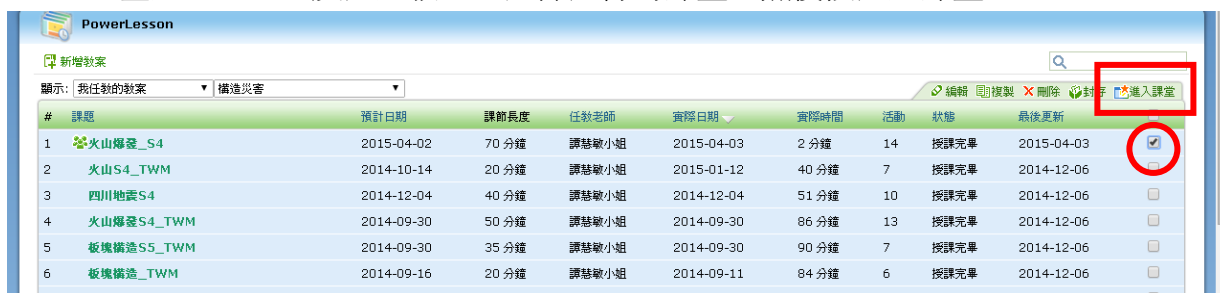 PowerLesson
新增教案
顯示: 我任教的教案 構造災害 編輯 複製 刪除 封存 進入課堂
# 課題 預計日期 課節長度 任教老師 實際日期 實際時間 活動 狀態 最後更新
1 火山爆發_S4 2015-04-02 70 分鐘 譚慧敏小姐 2015-04-03 2 分鐘 14 授課完畢 2015-04-03
2 火山S4_TWM 2014-10-14 20 分鐘 譚慧敏小姐 2015-01-12 40 分鐘 7 授課完畢 2014-12-06
3 四川地震S4 2014-12-04 40 分鐘 譚慧敏小姐 2014-12-04 51 分鐘 10 授課完畢 2014-12-06
4 火山爆發S4_TWM 2014-09-30 50 分鐘 譚慧敏小姐 2014-09-30 86 分鐘 13 授課完畢 2014-12-06
5 板塊構造S5_TWM 2014-09-30 35 分鐘 譚慧敏小姐 2014-09-30 90 分鐘 7 授課完畢 2014-12-06
6 板塊構造_TWM 2014-09-16 20 分鐘 譚慧敏小姐 2014-09-11 84 分鐘 6 授課完畢 2014-12-06